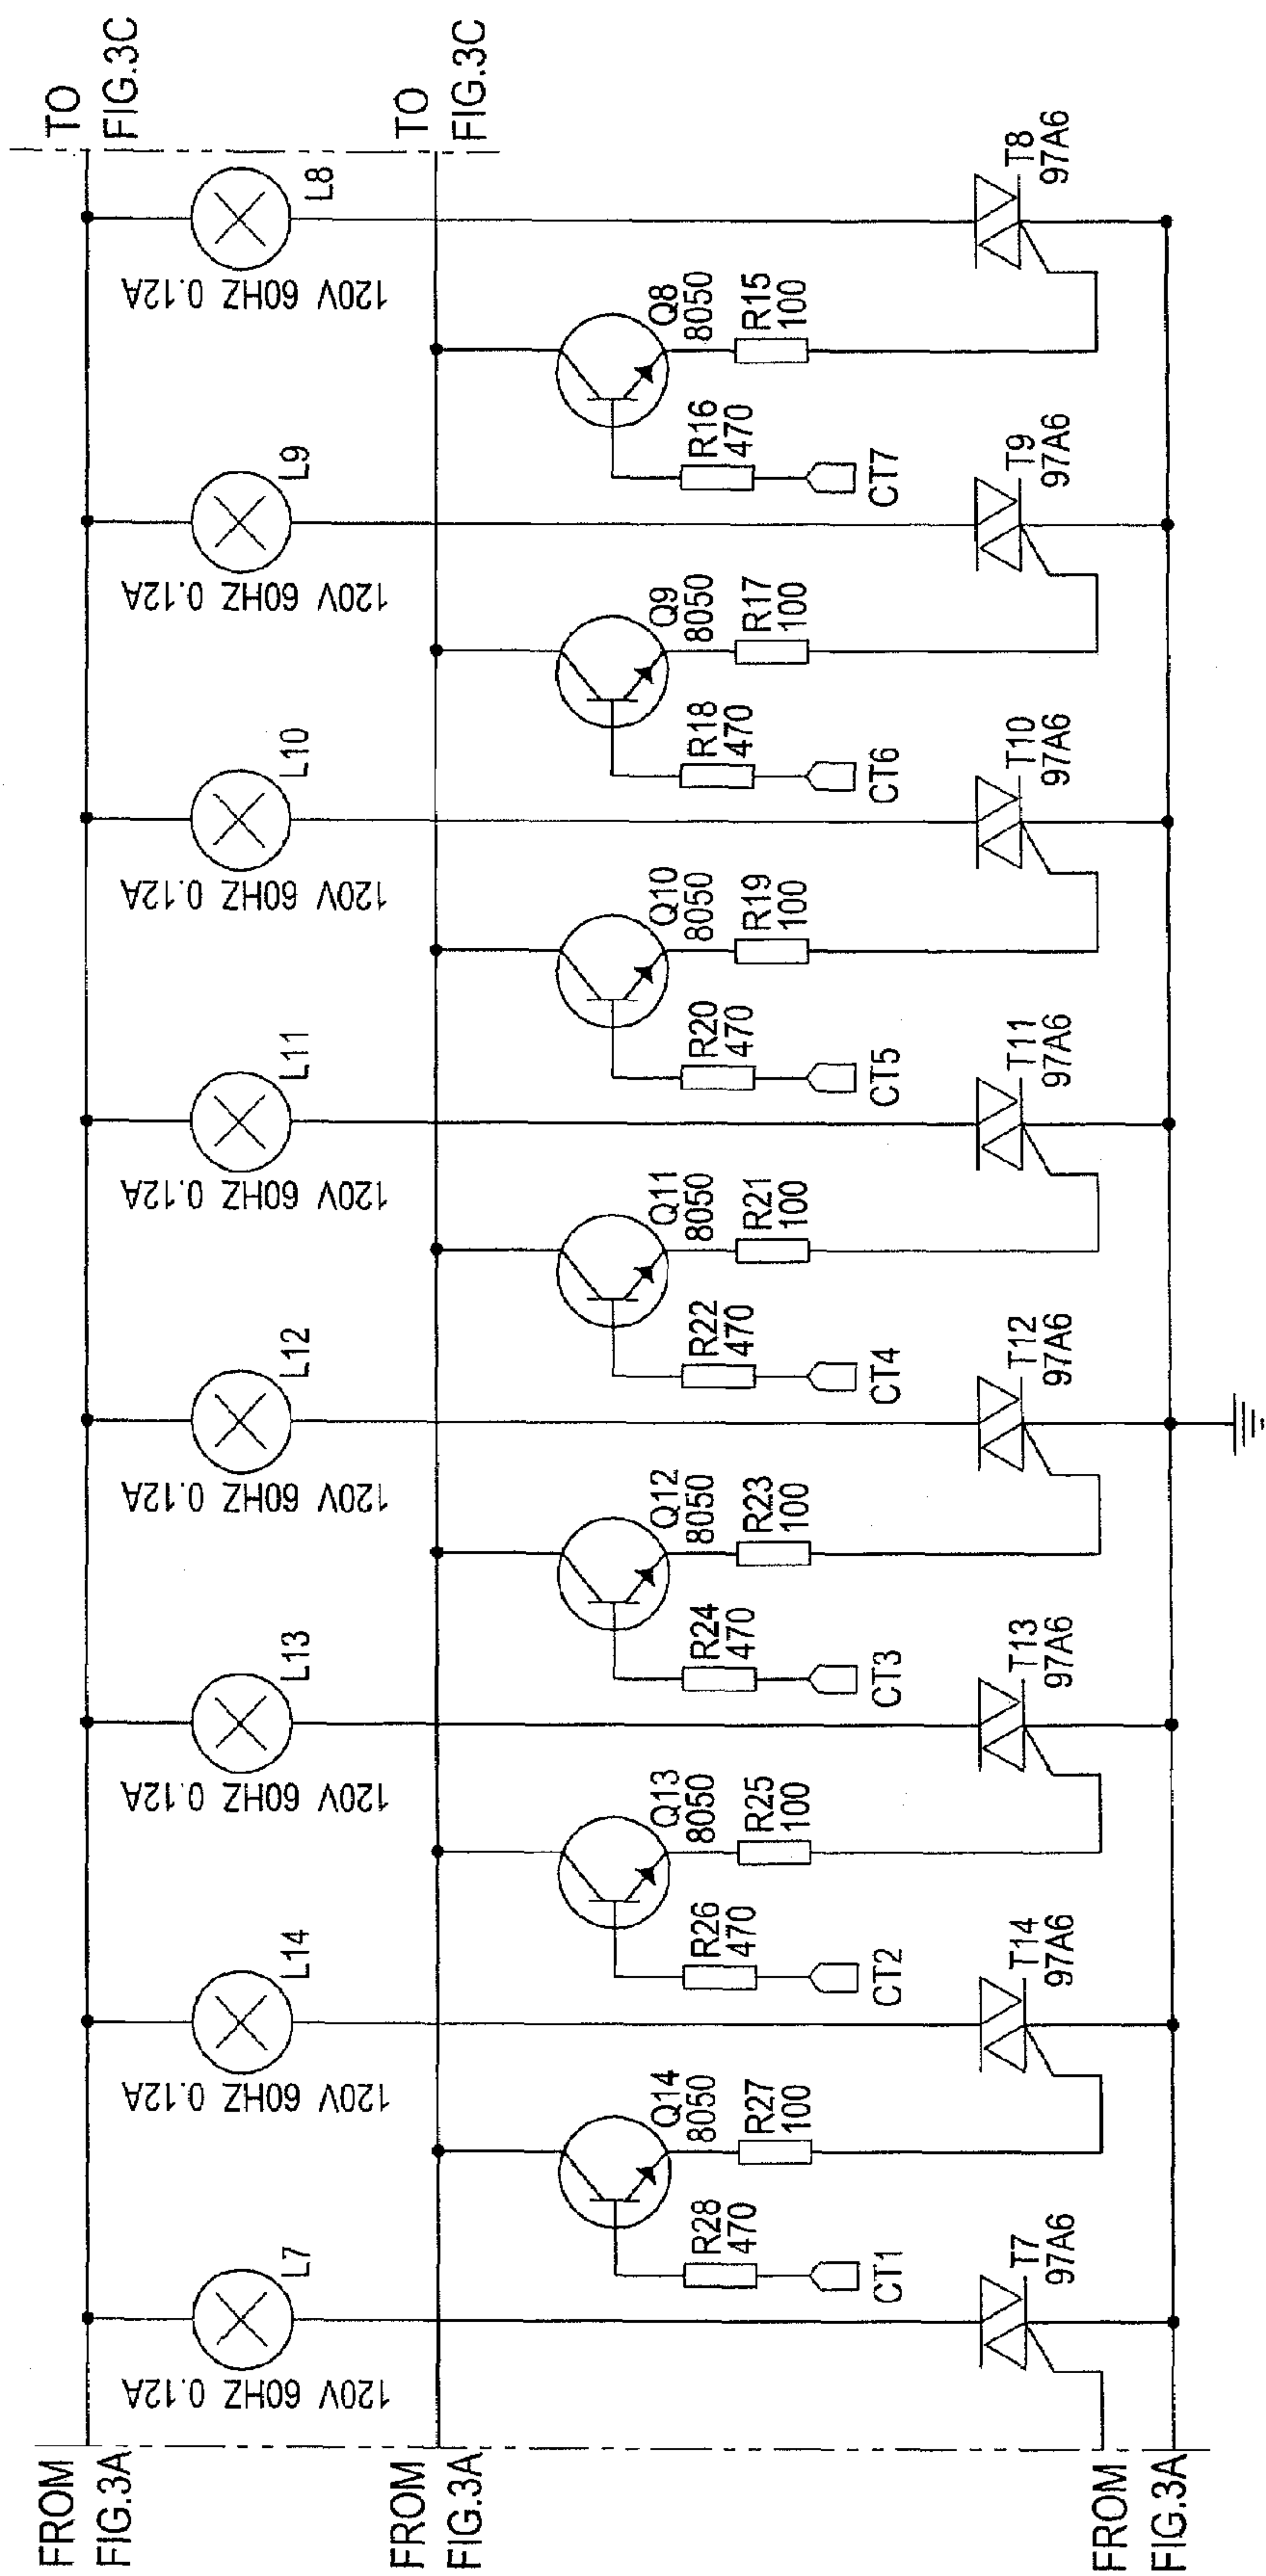 FROM
FIG.3A
TO
FIG.3C
120V 60HZ 0.12A
L7
120V 60HZ 0.12A
L14
120V 60HZ 0.12A
L13
120V 60HZ 0.12A
L12
120V 60HZ 0.12A
L11
120V 60HZ 0.12A
L10
120V 60HZ 0.12A
L9
120V 60HZ 0.12A
L8
FROM
FIG.3A
TO
FIG.3C
Q14
8050
R28
470
R27
100
CT1
Q13
8050
R26
470
R25
100
CT2
Q12
8050
R24
470
R23
100
CT3
Q11
8050
R22
470
R21
100
CT4
Q10
8050
R20
470
R19
100
CT5
Q9
8050
R18
470
R17
100
CT6
Q8
8050
R16
470
R15
100
CT7
T7
97A6
T14
97A6
T13
97A6
T12
97A6
T11
97A6
T10
97A6
T9
97A6
T8
97A6
FROM
FIG.3A